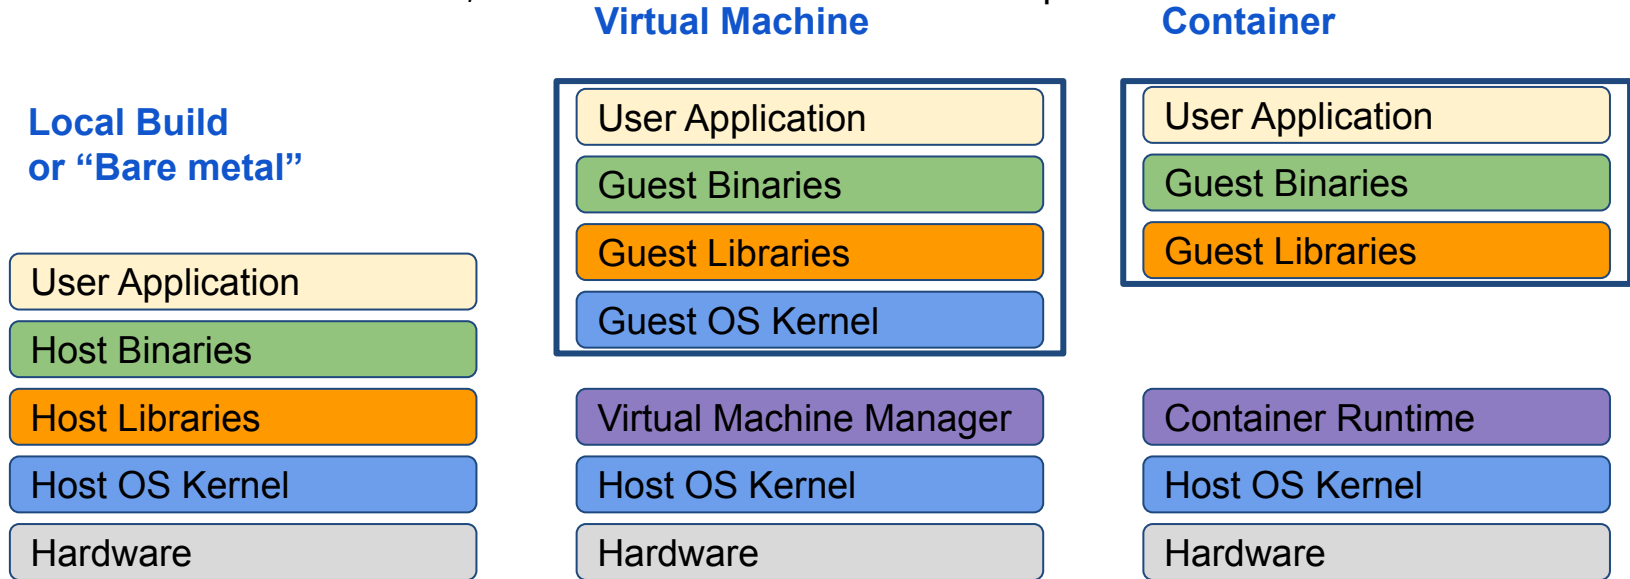 Virtual Machine
Container
Local Build
or “Bare metal”
User Application
Host Binaries
Host Libraries
Host OS Kernel
Hardware
User Application
Guest Binaries
Guest Libraries
Guest OS Kernel
Virtual Machine Manager
Host OS Kernel
Hardware
User Application
Guest Binaries
Guest Libraries
Container Runtime
Host OS Kernel
Hardware